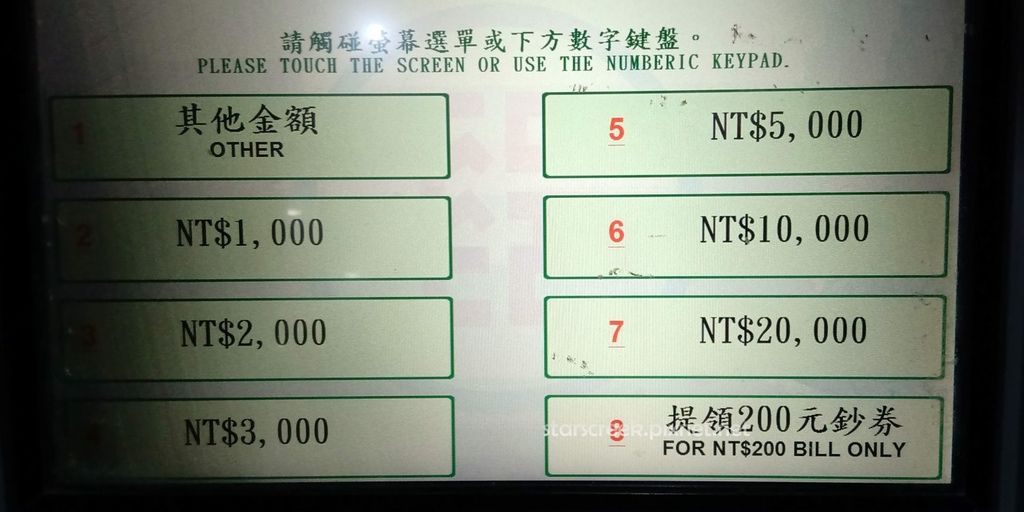 請觸碰螢幕選單或下方數字鍵盤。
PLEASE TOUCH THE SCREEN OR USE THE NUMBERIC KEYPAD.
1 其他金額
OTHER
2 NT$1,000
3 NT$2,000
4 NT$3,000
5 NT$5,000
6 NT$10,000
7 NT$20,000
8 提領200元鈔券
FOR NT$200 BILL ONLY